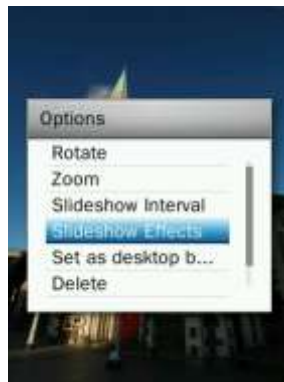 Options
Rotate
Zoom
Slideshow Interval
Slideshow Effects
Set as desktop b...
Delete